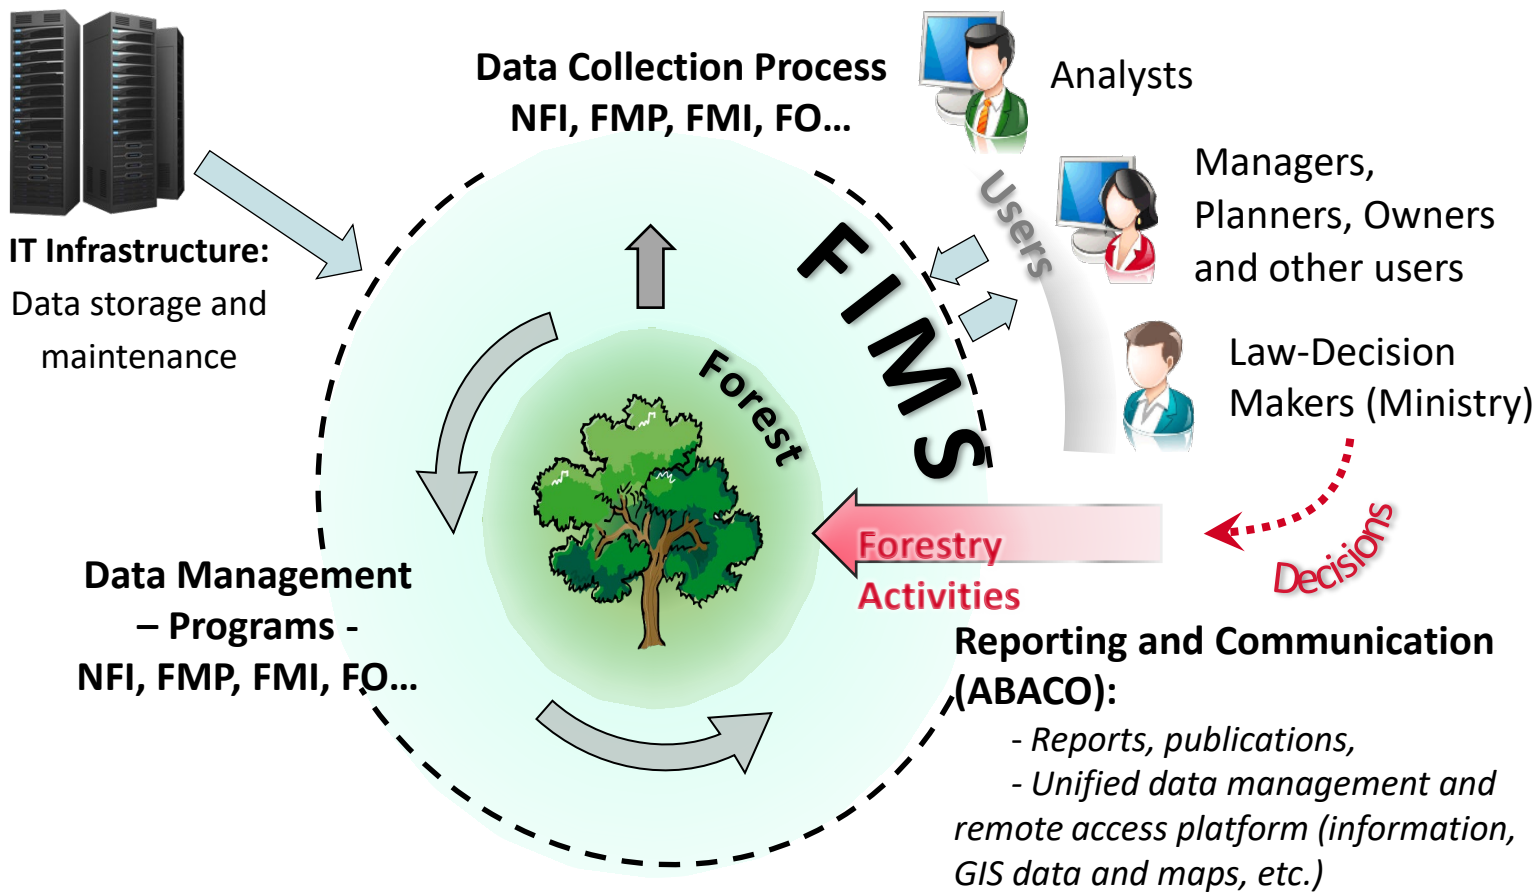 Data Collection Process
NFI, FMP, FMI, FO...
Analysts
Managers,
Planners, Owners
and other users
Users
IT Infrastructure:
Data storage and
maintenance
FIMS
Law-Decision
Makers (Ministry)
Forest
Decisions
Forestry
Activities
Data Management
– Programs -
NFI, FMP, FMI, FO...
Reporting and Communication
(ABACO):
- Reports, publications,
- Unified data management and
remote access platform (information,
GIS data and maps, etc.)